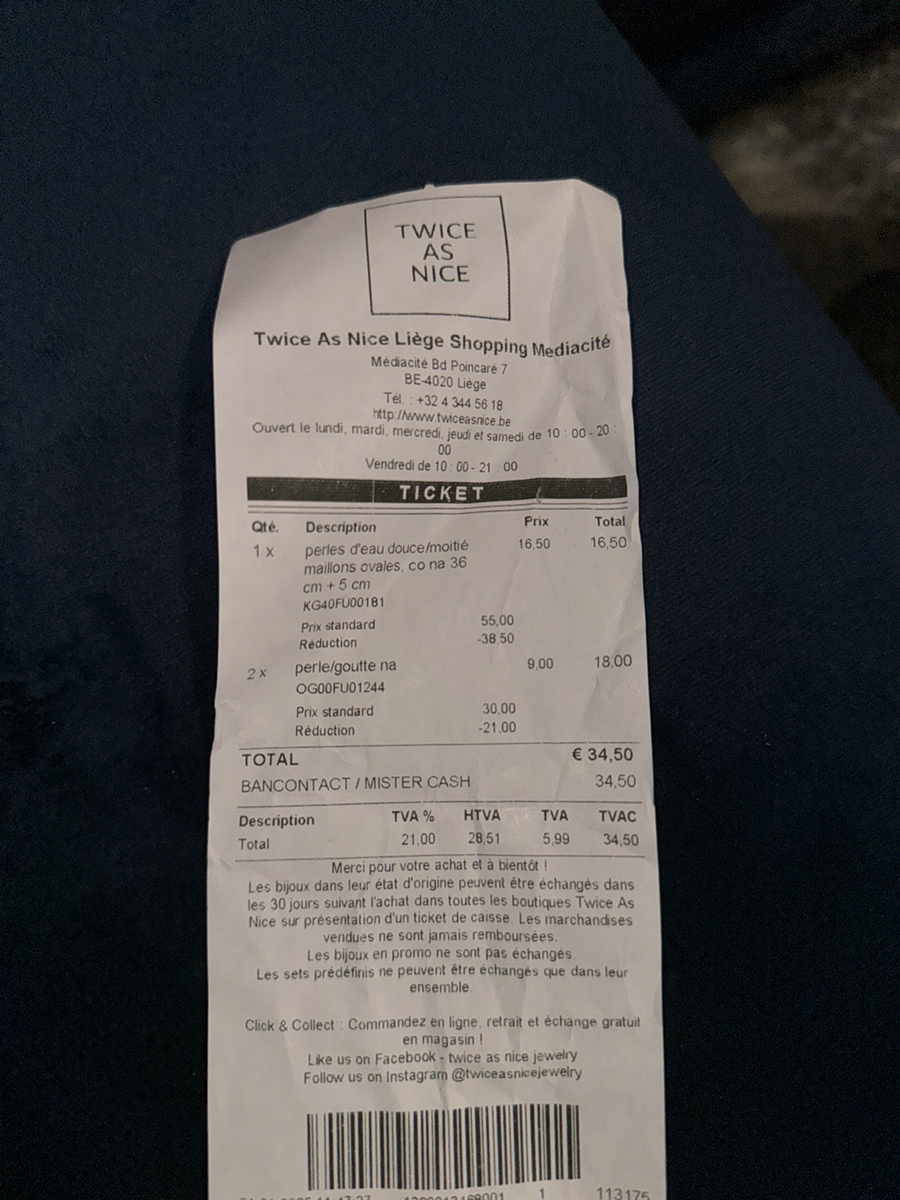 TWICE
AS
NICE
Twice As Nice Liège Shopping Mediacité
Médiacité Bd Poincaré 7
BE-4020 Liège
Tél. : +32 4 344 56 18
http://www.twiceasnice.be
Ouvert le lundi, mardi, mercredi, jeudi et samedi de 10 : 00 - 20 :
00
Vendredi de 10 : 00 - 21 : 00
TICKET
Qté. Description Prix Total
1 x perles d'eau douce/moitié 16,50 16,50
maillons ovales, co na 36
cm + 5 cm
KG40FU00181
Prix standard 55,00
Réduction -38,50
2 x perle/goutte na 9,00 18,00
OG00FU01244
Prix standard 30,00
Réduction -21,00
TOTAL € 34,50
BANCONTACT / MISTER CASH 34,50
Description TVA % HTVA TVA TVAC
Total 21,00 28,51 5,99 34,50
Merci pour votre achat et à bientôt !
Les bijoux dans leur état d'origine peuvent être échangés dans
les 30 jours suivant l'achat dans toutes les boutiques Twice As
Nice sur présentation d'un ticket de caisse. Les marchandises
vendues ne sont jamais remboursées.
Les bijoux en promo ne sont pas échangés.
Les sets prédéfinis ne peuvent être échangés que dans leur
ensemble.
Click & Collect : Commandez en ligne, retrait et échange gratuit
en magasin !
Like us on Facebook - twice as nice jewelry
Follow us on Instagram @twiceasnicejewelry
1 113176